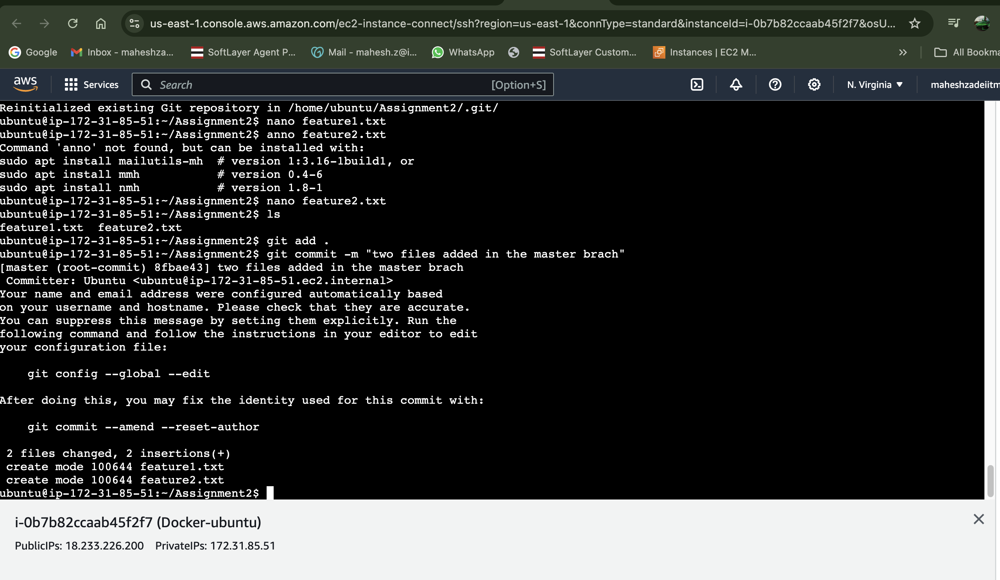 us-east-1.console.aws.amazon.com/ec2-instance-connect/ssh?region=us-east-1&connType=standard&instanceId=i-0b7b82ccaab45f2f7&osU...
Google Inbox - maheshza... SoftLayer Agent P... Mail - mahesh.z@i... WhatsApp SoftLayer Custom... Instances | EC2 M... » All Bookma
aws Services Search [Option+S] N. Virginia maheshzadeiitm
Reinitialized existing Git repository in /home/ubuntu/Assignment2/.git/
ubuntu@ip-172-31-85-51:~/Assignment2$ nano feature1.txt
ubuntu@ip-172-31-85-51:~/Assignment2$ anno feature2.txt
Command 'anno' not found, but can be installed with:
sudo apt install mailutils-mh  # version 1:3.16-1build1, or
sudo apt install mmh           # version 0.4-6
sudo apt install nmh           # version 1.8-1
ubuntu@ip-172-31-85-51:~/Assignment2$ nano feature2.txt
ubuntu@ip-172-31-85-51:~/Assignment2$ ls
feature1.txt  feature2.txt
ubuntu@ip-172-31-85-51:~/Assignment2$ git add .
ubuntu@ip-172-31-85-51:~/Assignment2$ git commit -m "two files added in the master brach"
[master (root-commit) 8fbae43] two files added in the master brach
 Committer: Ubuntu <ubuntu@ip-172-31-85-51.ec2.internal>
Your name and email address were configured automatically based
on your username and hostname. Please check that they are accurate.
You can suppress this message by setting them explicitly. Run the
following command and follow the instructions in your editor to edit
your configuration file:
    git config --global --edit
After doing this, you may fix the identity used for this commit with:
    git commit --amend --reset-author
 2 files changed, 2 insertions(+)
 create mode 100644 feature1.txt
 create mode 100644 feature2.txt
ubuntu@ip-172-31-85-51:~/Assignment2$
i-0b7b82ccaab45f2f7 (Docker-ubuntu)
PublicIPs: 18.233.226.200 PrivateIPs: 172.31.85.51